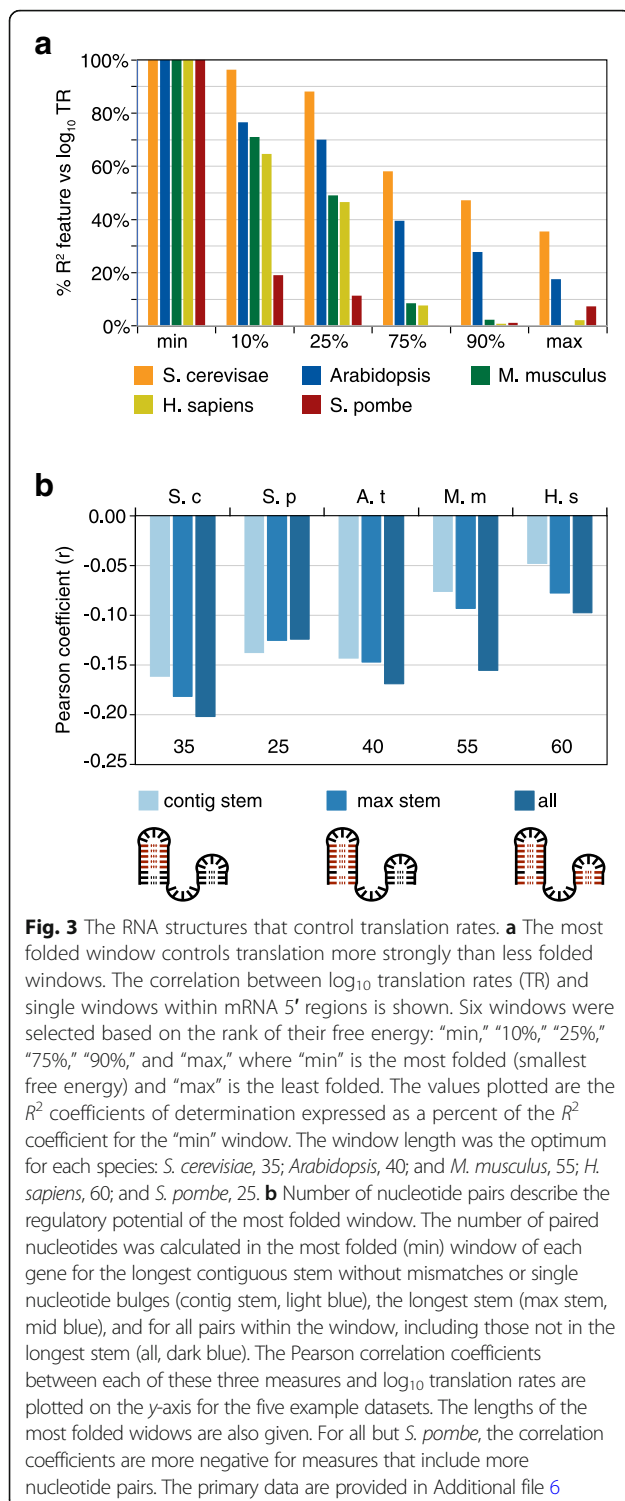 a
100%
80%
60%
40%
20%
0%
% R² feature vs log₁₀ TR
min 10% 25% 75% 90% max
S. cerevisae Arabidopsis M. musculus
H. sapiens S. pombe
b
S. c S. p A. t M. m H. s
0.00
-0.05
-0.10
-0.15
-0.20
-0.25
Pearson coefficient (r)
35 25 40 55 60
contig stem max stem all
Fig. 3 The RNA structures that control translation rates. a The most
folded window controls translation more strongly than less folded
windows. The correlation between log₁₀ translation rates (TR) and
single windows within mRNA 5′ regions is shown. Six windows were
selected based on the rank of their free energy: “min,” “10%,” “25%,”
“75%,” “90%,” and “max,” where “min” is the most folded (smallest
free energy) and “max” is the least folded. The values plotted are the
R² coefficients of determination expressed as a percent of the R²
coefficient for the “min” window. The window length was the optimum
for each species: S. cerevisiae, 35; Arabidopsis, 40; and M. musculus, 55; H.
sapiens, 60; and S. pombe, 25. b Number of nucleotide pairs describe the
regulatory potential of the most folded window. The number of paired
nucleotides was calculated in the most folded (min) window of each
gene for the longest contiguous stem without mismatches or single
nucleotide bulges (contig stem, light blue), the longest stem (max stem,
mid blue), and for all pairs within the window, including those not in the
longest stem (all, dark blue). The Pearson correlation coefficients
between each of these three measures and log₁₀ translation rates are
plotted on the y-axis for the five example datasets. The lengths of the
most folded widows are also given. For all but S. pombe, the correlation
coefficients are more negative for measures that include more
nucleotide pairs. The primary data are provided in Additional file 6